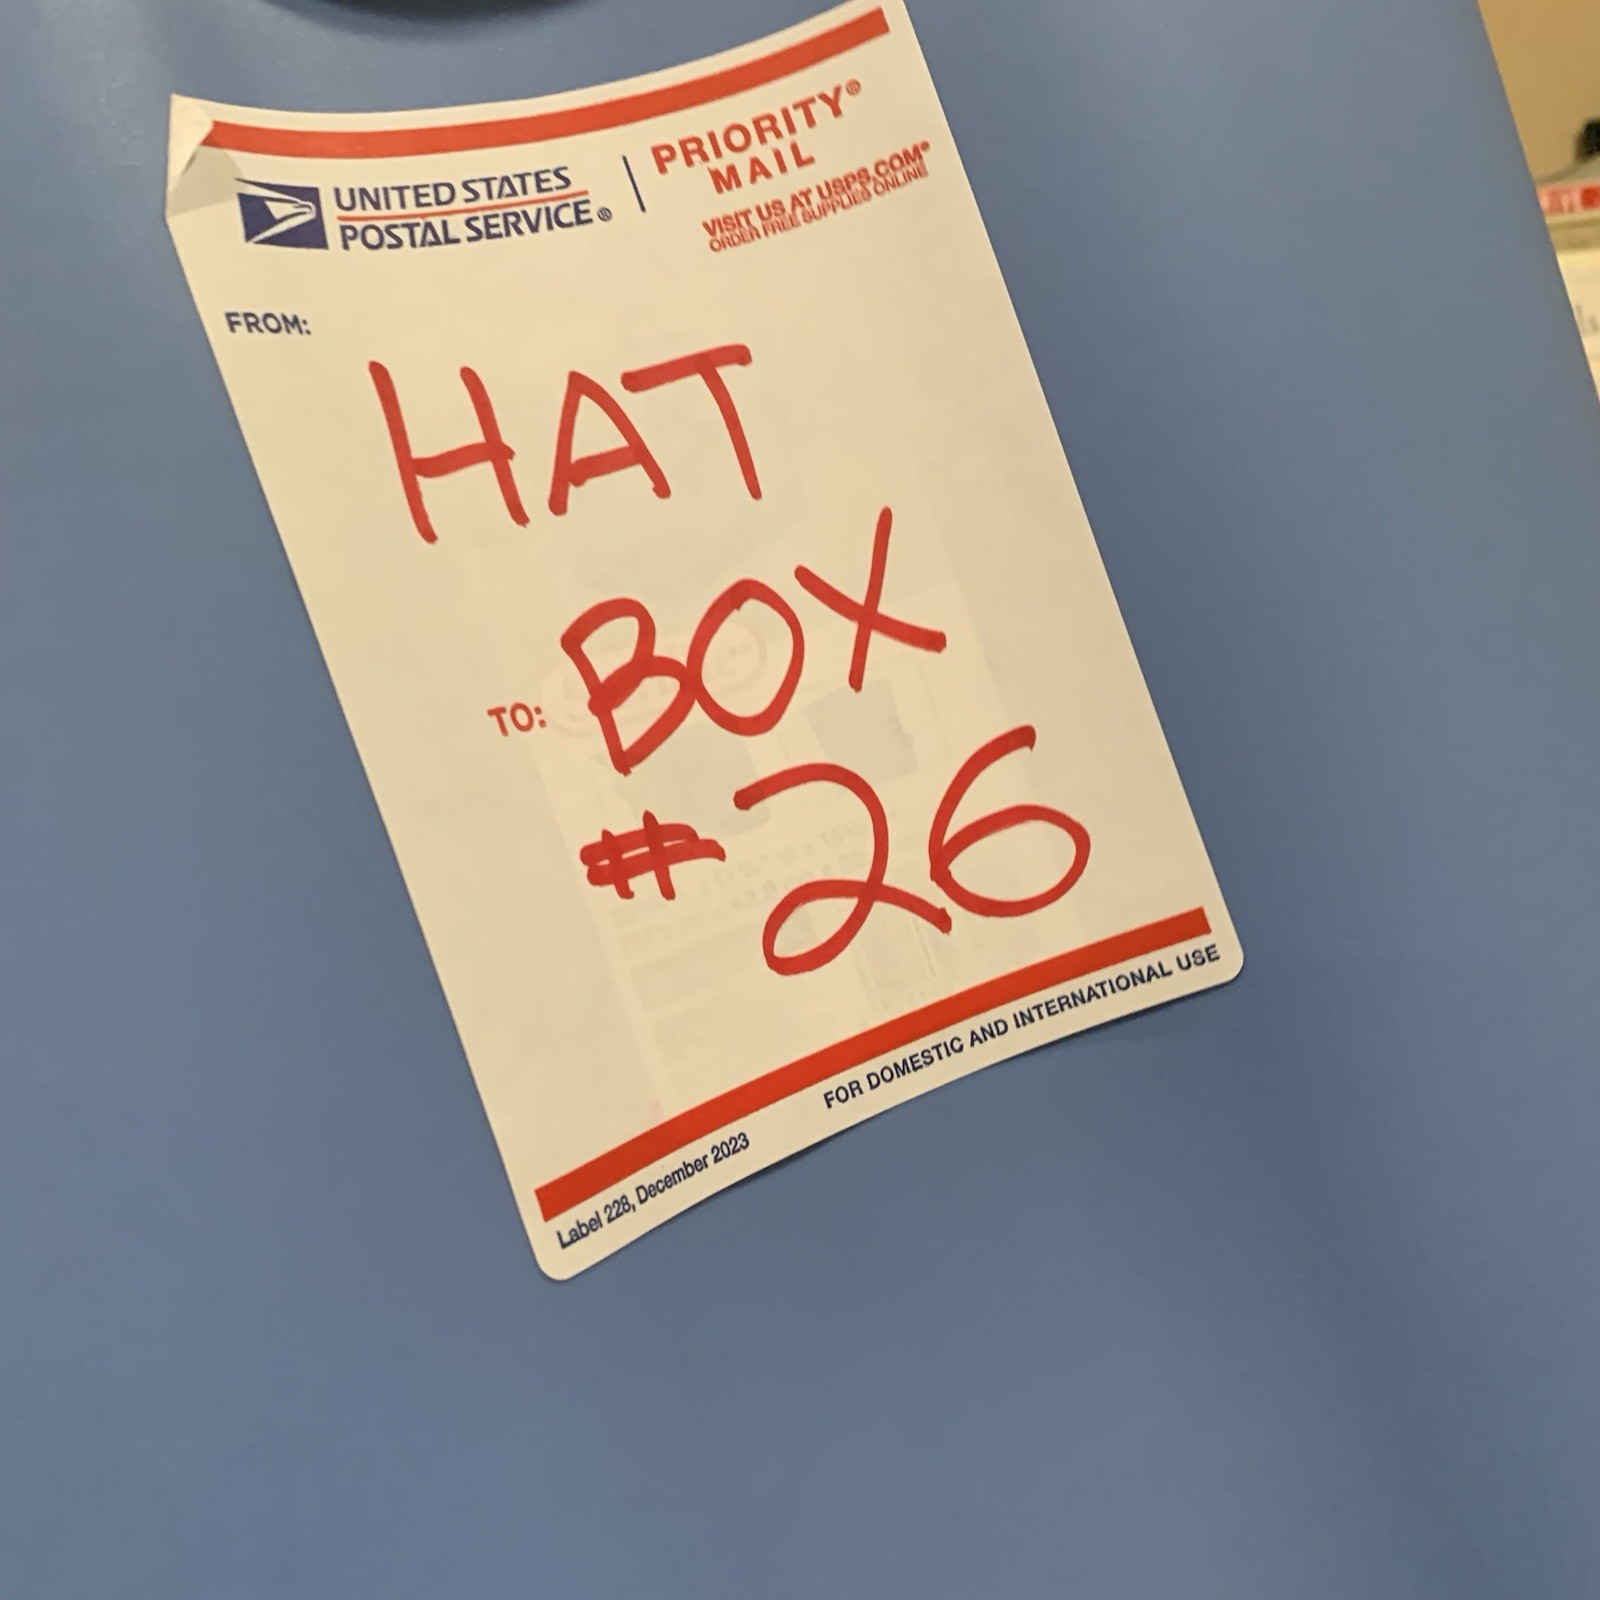 UNITED STATES
POSTAL SERVICE®
PRIORITY®
MAIL
VISIT US AT USPS.COM®
ORDER FREE SUPPLIES ONLINE
FROM:
HAT
TO: BOX
#26
FOR DOMESTIC AND INTERNATIONAL USE
Label 228, December 2023